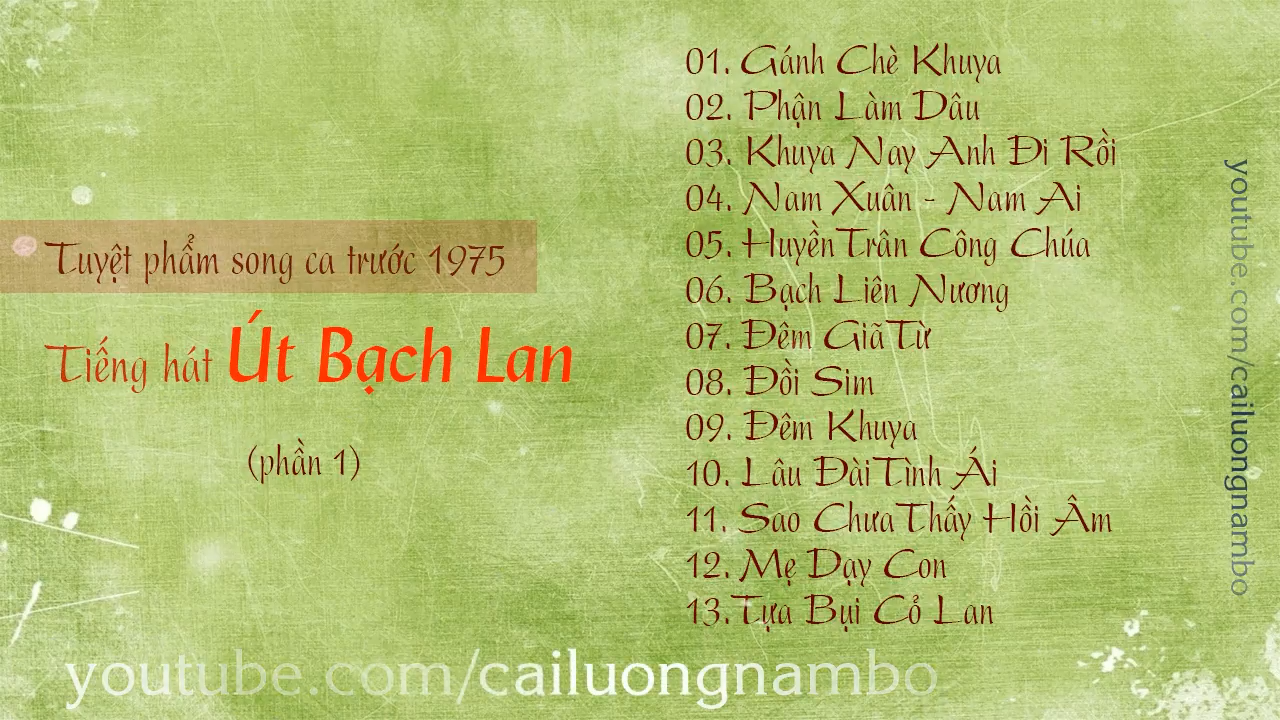 Tuyệt phẩm song ca trước 1975
Tiếng hát Út Bạch Lan
(phần 1)
01. Gánh Chè Khuya
02. Phận Làm Dâu
03. Khuya Nay Anh Đi Rồi
04. Nam Xuân - Nam Ai
05. Huyền Trân Công Chúa
06. Bạch Liên Nương
07. Đêm Giã Từ
08. Đồi Sim
09. Đêm Khuya
10. Lâu Đài Tình Ái
11. Sao Chưa Thấy Hồi Âm
12. Mẹ Dạy Con
13. Tựa Bụi Cỏ Lan
youtube.com/cailuongnambo
youtube.com/cailuongnambo